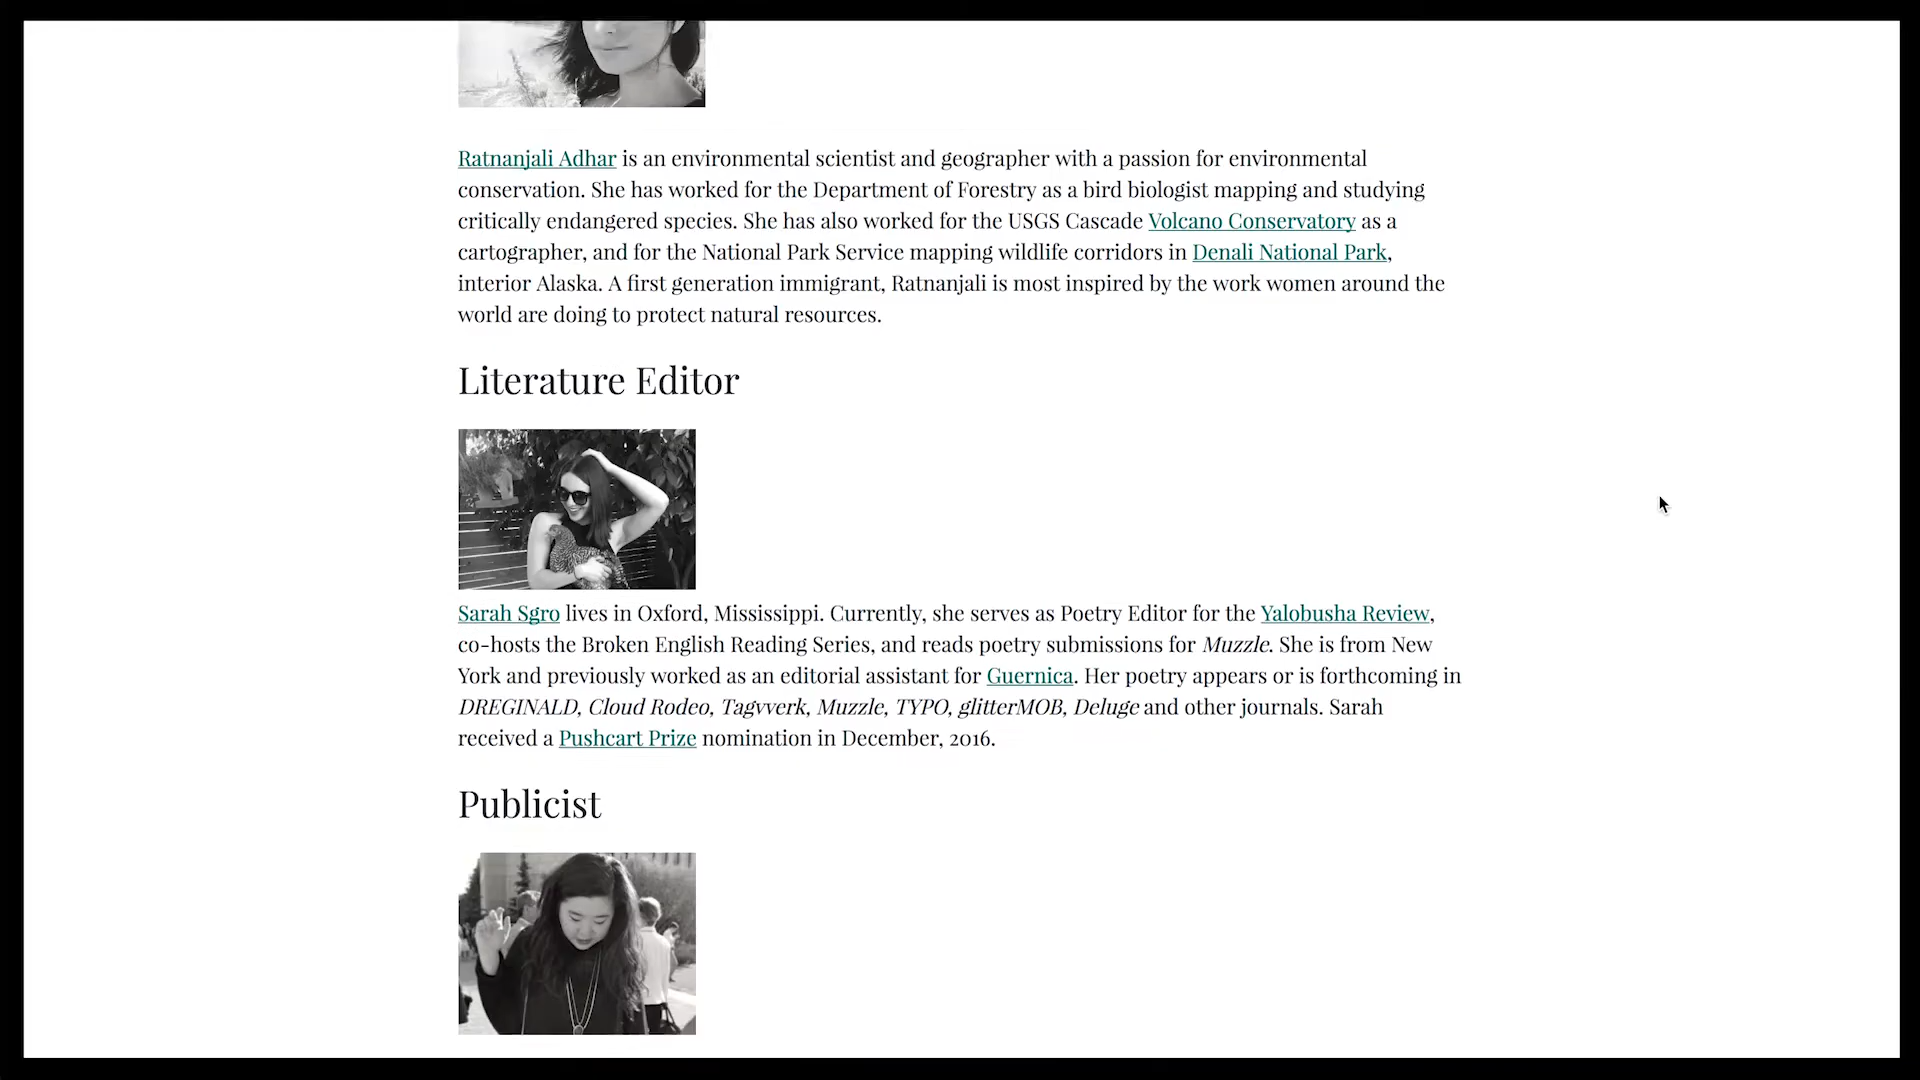 Ratnanjali Adhar is an environmental scientist and geographer with a passion for environmental
conservation. She has worked for the Department of Forestry as a bird biologist mapping and studying
critically endangered species. She has also worked for the USGS Cascade Volcano Conservatory as a
cartographer, and for the National Park Service mapping wildlife corridors in Denali National Park,
interior Alaska. A first generation immigrant, Ratnanjali is most inspired by the work women around the
world are doing to protect natural resources.
Literature Editor
Sarah Sgro lives in Oxford, Mississippi. Currently, she serves as Poetry Editor for the Yalobusha Review,
co-hosts the Broken English Reading Series, and reads poetry submissions for Muzzle. She is from New
York and previously worked as an editorial assistant for Guernica. Her poetry appears or is forthcoming in
DREGINALD, Cloud Rodeo, Tagvverk, Muzzle, TYPO, glitterMOB, Deluge and other journals. Sarah
received a Pushcart Prize nomination in December, 2016.
Publicist